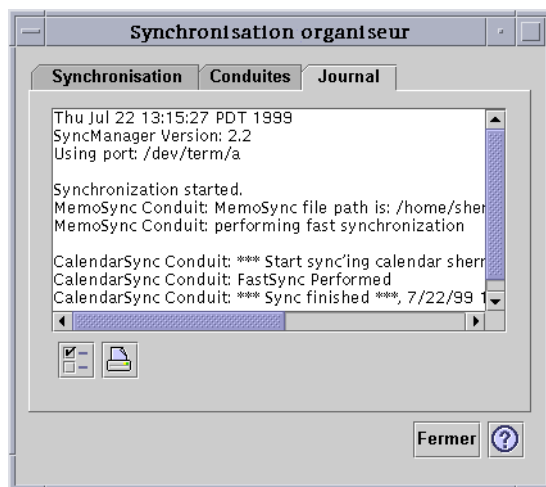 Synchronisation organiseur
Synchronisation Conduites Journal
Thu Jul 22 13:15:27 PDT 1999
SyncManager Version: 2.2
Using port: /dev/term/a
Synchronization started.
MemoSync Conduit: MemoSync file path is: /home/sher
MemoSync Conduit: performing fast synchronization
CalendarSync Conduit: *** Start sync'ing calendar sherr
CalendarSync Conduit: FastSync Performed
CalendarSync Conduit: *** Sync finished ***, 7/22/99 1
Fermer